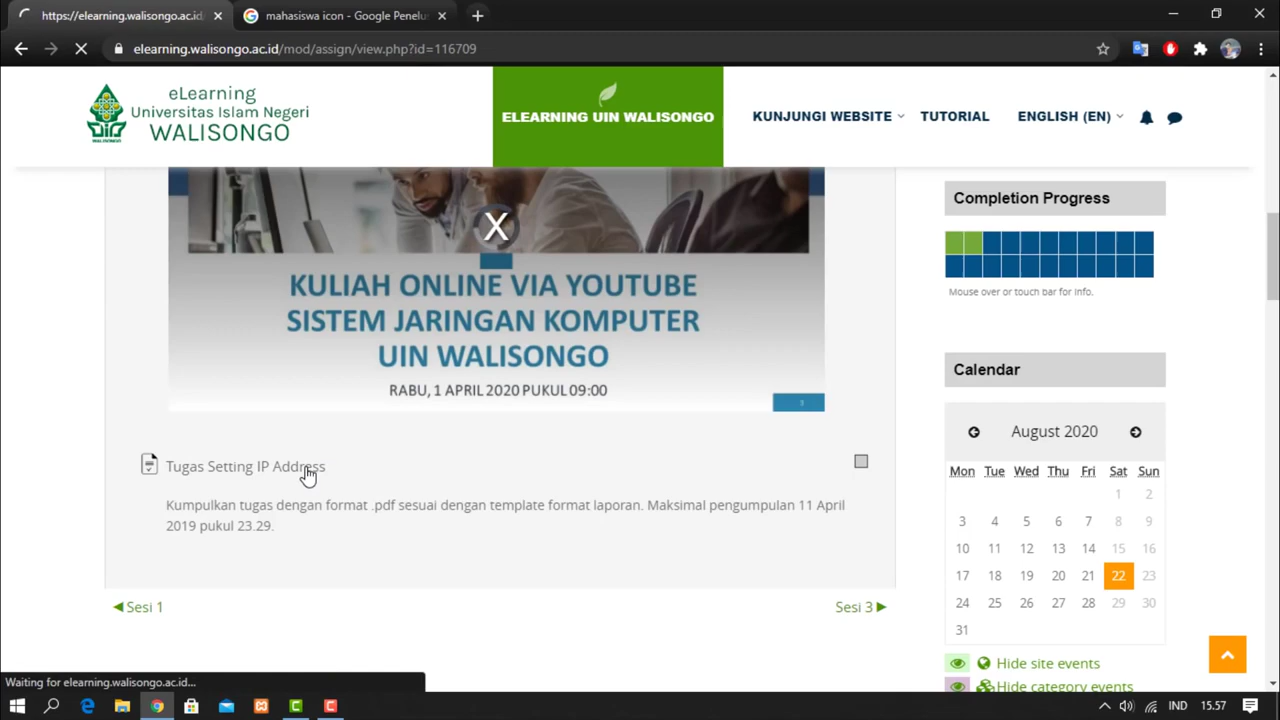 https://elearning.walisongo.ac.id/
mahasiswa icon - Google Penelus
elearning.walisongo.ac.id/mod/assign/view.php?id=116709
eLearning
Universitas Islam Negeri
WALISONGO
ELEARNING UIN WALISONGO
KUNJUNGI WEBSITE
TUTORIAL
ENGLISH (EN)
X
KULIAH ONLINE VIA YOUTUBE
SISTEM JARINGAN KOMPUTER
UIN WALISONGO
RABU, 1 APRIL 2020 PUKUL 09:00
3
Tugas Setting IP Address
Kumpulkan tugas dengan format .pdf sesuai dengan template format laporan. Maksimal pengumpulan 11 April
2019 pukul 23.29.
Sesi 1
Sesi 3
Completion Progress
Mouse over or touch bar for info.
Calendar
August 2020
Mon Tue Wed Thu Fri Sat Sun
1 2
3 4 5 6 7 8 9
10 11 12 13 14 15 16
17 18 19 20 21 22 23
24 25 26 27 28 29 30
31
Hide site events
Hide category events
Waiting for elearning.walisongo.ac.id...
IND
15.57